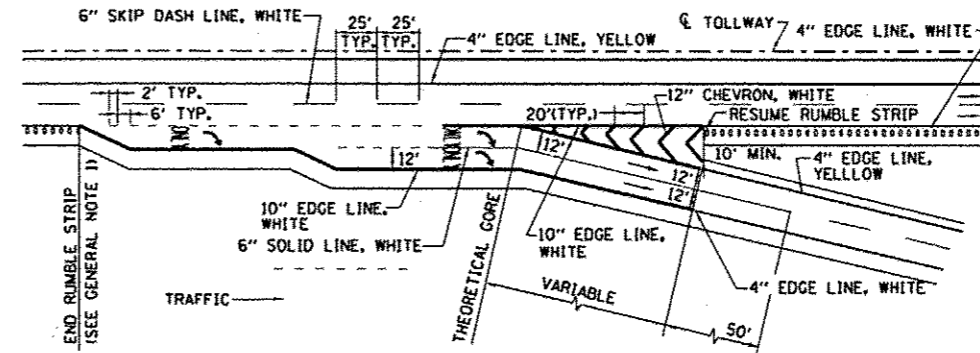 6" SKIP DASH LINE, WHITE
25'
TYP.
25'
TYP.
4" EDGE LINE, YELLOW
℄ TOLLWAY
4" EDGE LINE, WHITE
2' TYP.
6' TYP.
20'(TYP.)
12" CHEVRON, WHITE
RESUME RUMBLE STRIP
ONLY
12'
ONLY
12'
10' MIN.
4" EDGE LINE,
YELLLOW
12'
12'
10" EDGE LINE,
WHITE
6" SOLID LINE, WHITE
10" EDGE LINE,
WHITE
4" EDGE LINE, WHITE
END RUMBLE STRIP
(SEE GENERAL NOTE 1)
TRAFFIC
THEORETICAL GORE
VARIABLE
50'